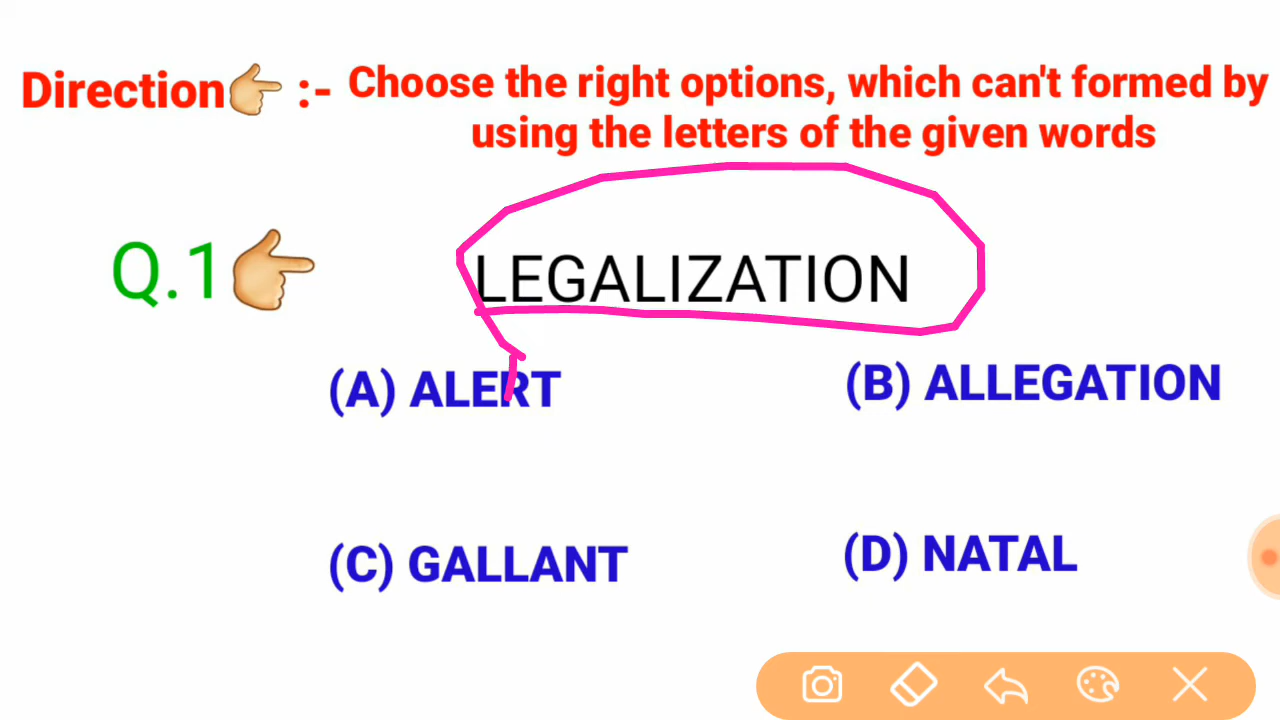 Direction👉 :- Choose the right options, which can't formed by
using the letters of the given words
Q.1👉 LEGALIZATION
(A) ALERT (B) ALLEGATION
(C) GALLANT (D) NATAL